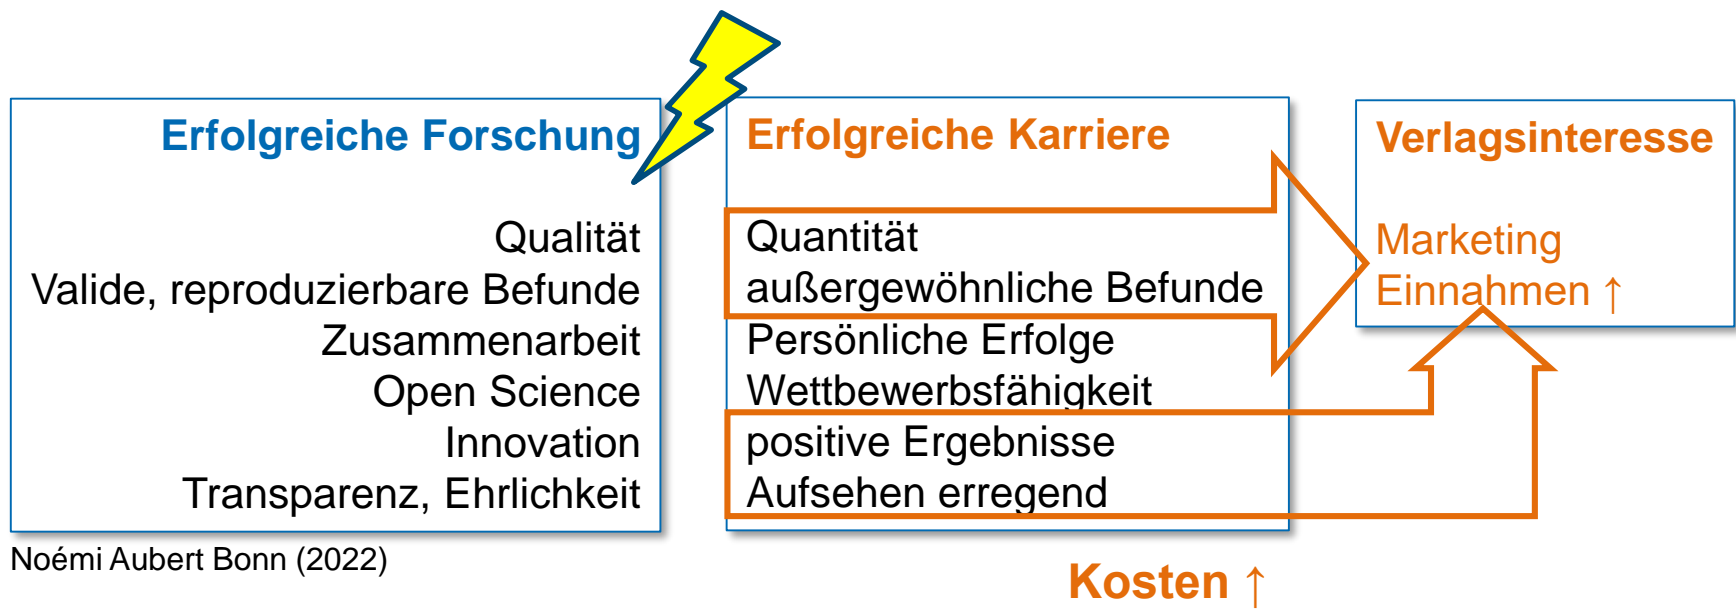 Erfolgreiche Forschung
Qualität
Valide, reproduzierbare Befunde
Zusammenarbeit
Open Science
Innovation
Transparenz, Ehrlichkeit
Erfolgreiche Karriere
Quantität
außergewöhnliche Befunde
Persönliche Erfolge
Wettbewerbsfähigkeit
positive Ergebnisse
Aufsehen erregend
Verlagsinteresse
Marketing
Einnahmen ↑
Noémi Aubert Bonn (2022)
Kosten ↑